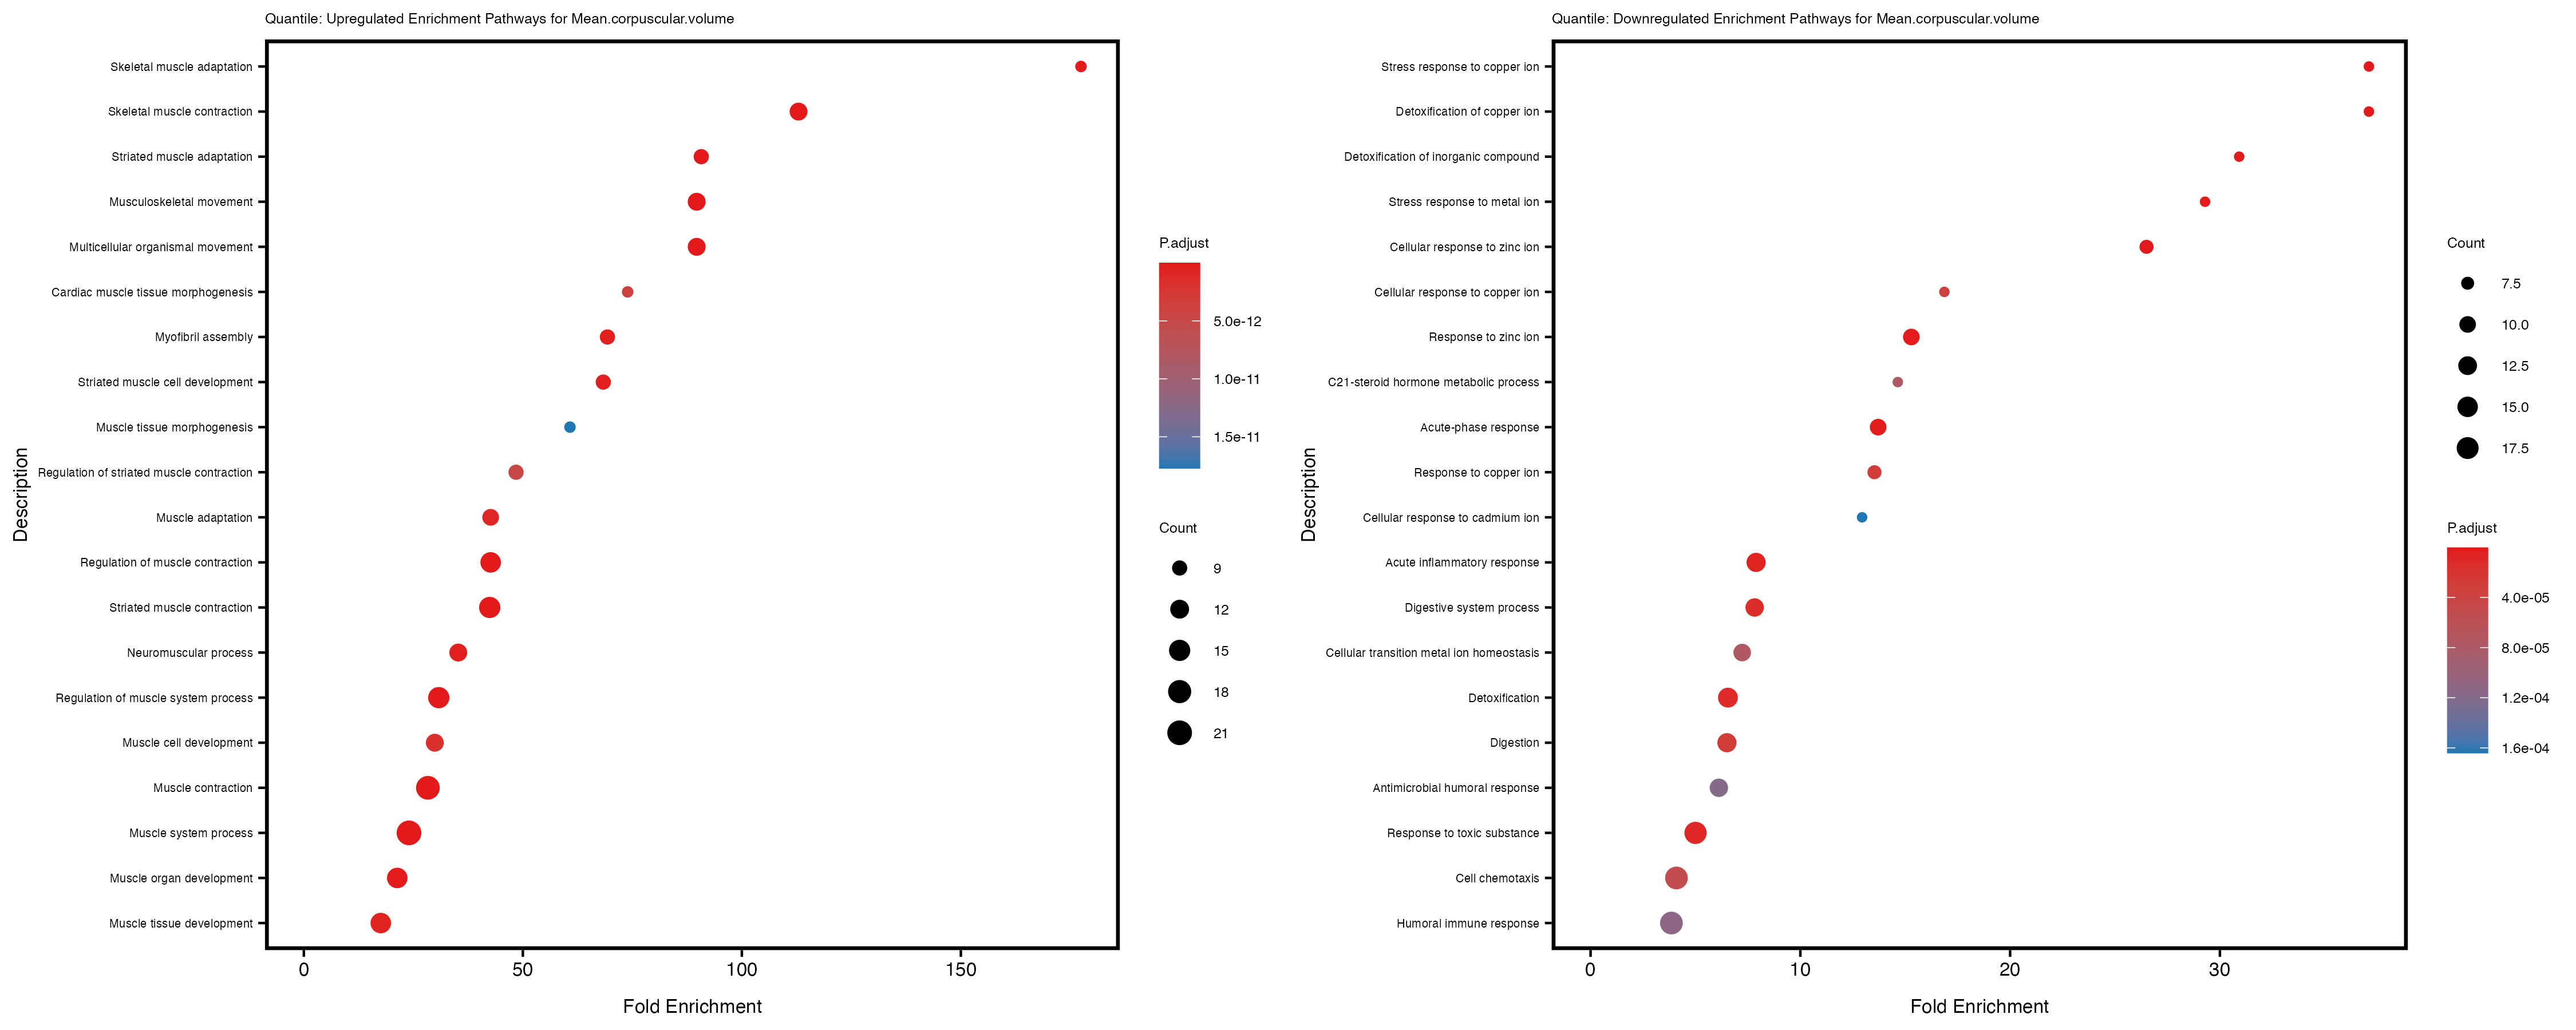 Quantile: Upregulated Enrichment Pathways for Mean.corpuscular.volume
Description
Skeletal muscle adaptation
Skeletal muscle contraction
Striated muscle adaptation
Musculoskeletal movement
Multicellular organismal movement
Cardiac muscle tissue morphogenesis
Myofibril assembly
Striated muscle cell development
Muscle tissue morphogenesis
Regulation of striated muscle contraction
Muscle adaptation
Regulation of muscle contraction
Striated muscle contraction
Neuromuscular process
Regulation of muscle system process
Muscle cell development
Muscle contraction
Muscle system process
Muscle organ development
Muscle tissue development
0 50 100 150
Fold Enrichment
P.adjust
5.0e-12
1.0e-11
1.5e-11
Count
9
12
15
18
21
Quantile: Downregulated Enrichment Pathways for Mean.corpuscular.volume
Description
Stress response to copper ion
Detoxification of copper ion
Detoxification of inorganic compound
Stress response to metal ion
Cellular response to zinc ion
Cellular response to copper ion
Response to zinc ion
C21-steroid hormone metabolic process
Acute-phase response
Response to copper ion
Cellular response to cadmium ion
Acute inflammatory response
Digestive system process
Cellular transition metal ion homeostasis
Detoxification
Digestion
Antimicrobial humoral response
Response to toxic substance
Cell chemotaxis
Humoral immune response
0 10 20 30
Fold Enrichment
Count
7.5
10.0
12.5
15.0
17.5
P.adjust
4.0e-05
8.0e-05
1.2e-04
1.6e-04